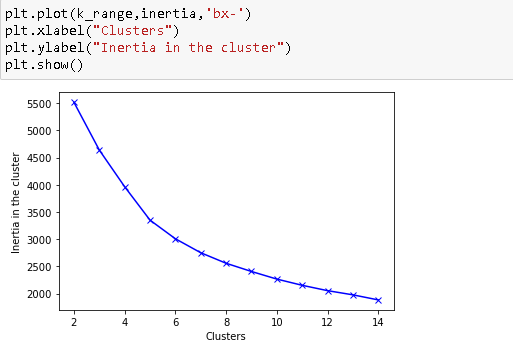 plt.plot(k_range,inertia,'bx-')
plt.xlabel("Clusters")
plt.ylabel("Inertia in the cluster")
plt.show()
5500
5000
4500
4000
3500
3000
2500
2000
Inertia in the cluster
2 4 6 8 10 12 14
Clusters